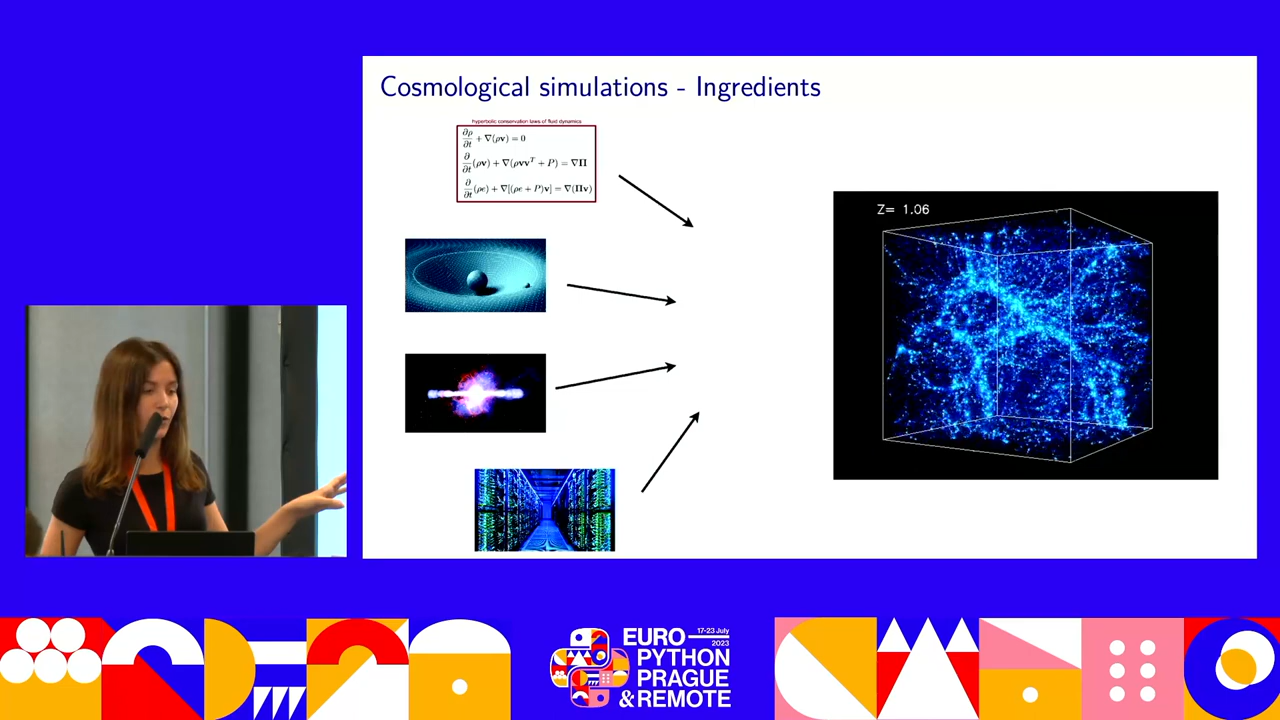 Cosmological simulations - Ingredients
hyperbolic conservation laws of fluid dynamics
∂ρ/∂t + ∇(ρv) = 0
∂/∂t(ρv) + ∇(ρvv^T + P) = ∇Π
∂/∂t(ρe) + ∇[(ρe + P)v] = ∇(Πv)
Z= 1.06
EURO
17-23 July
2023
PYTHON
PRAGUE
& REMOTE